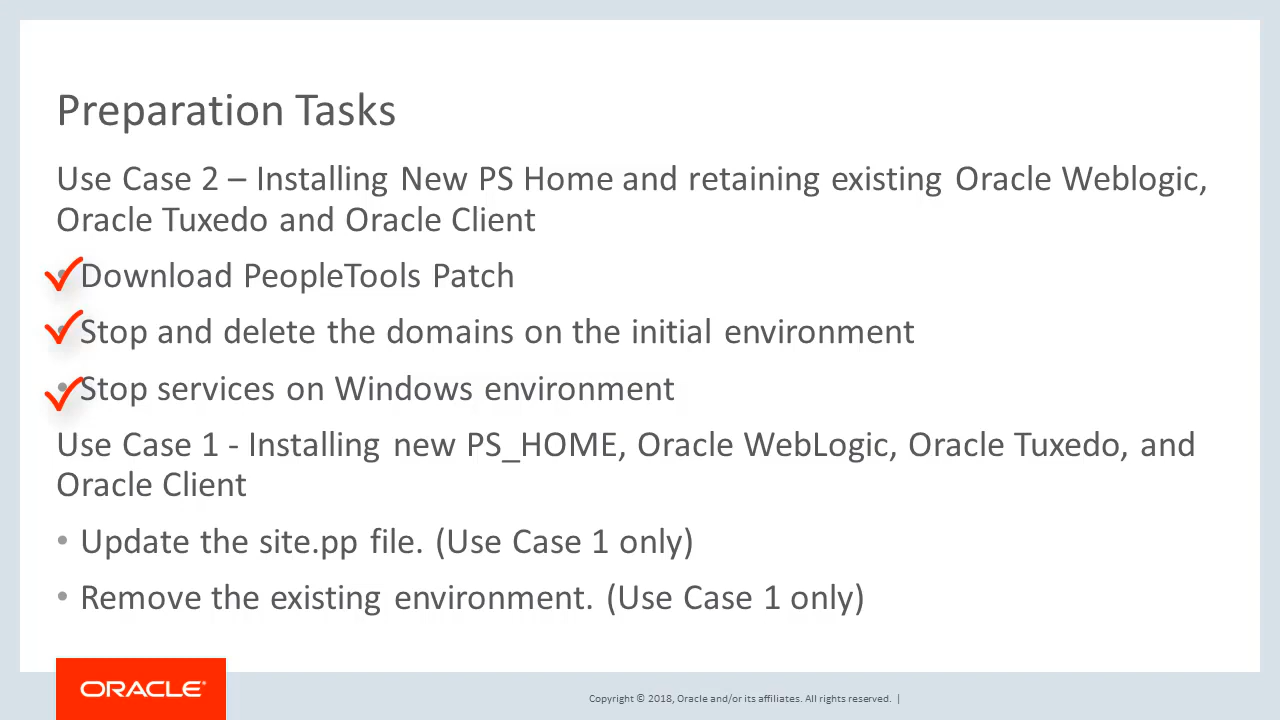 Preparation Tasks
Use Case 2 – Installing New PS Home and retaining existing Oracle Weblogic,
Oracle Tuxedo and Oracle Client
Download PeopleTools Patch
Stop and delete the domains on the initial environment
Stop services on Windows environment
Use Case 1 - Installing new PS_HOME, Oracle WebLogic, Oracle Tuxedo, and
Oracle Client
• Update the site.pp file. (Use Case 1 only)
• Remove the existing environment. (Use Case 1 only)
ORACLE®
Copyright © 2018, Oracle and/or its affiliates. All rights reserved. |